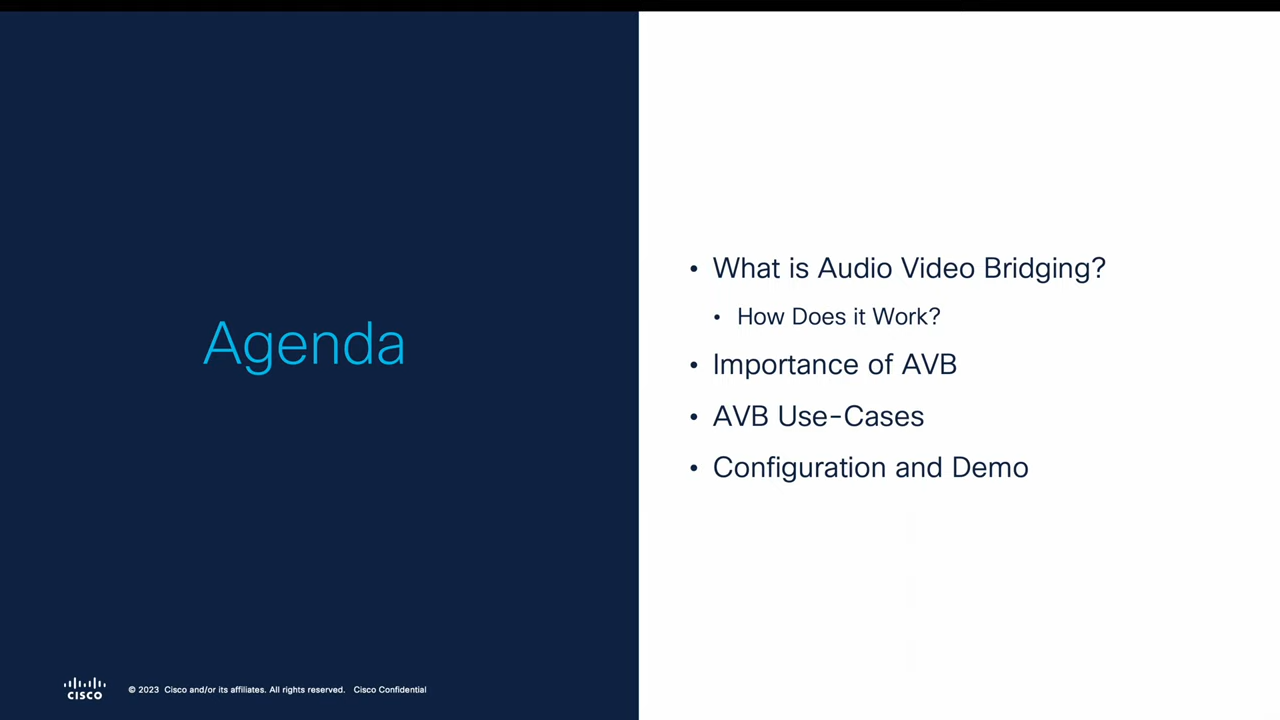 Agenda
• What is Audio Video Bridging?
• How Does it Work?
• Importance of AVB
• AVB Use-Cases
• Configuration and Demo
CISCO
© 2023 Cisco and/or its affiliates. All rights reserved. Cisco Confidential